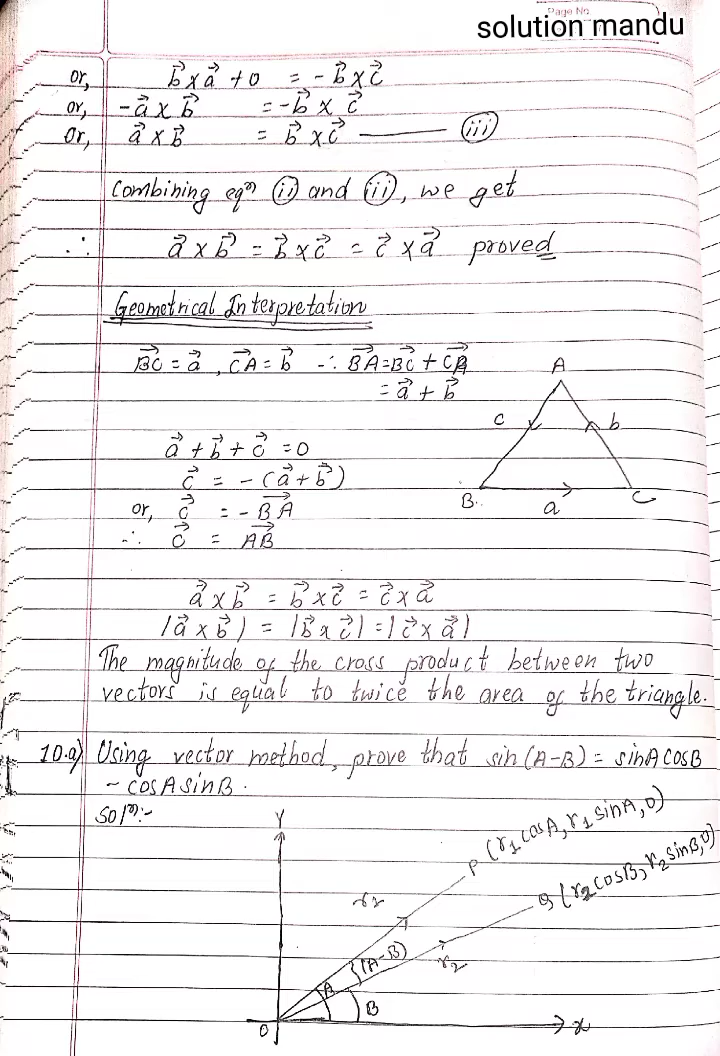 Page No.
solution mandu
or, b⃗ x a⃗ + 0 = - b⃗ x c⃗
or, - a⃗ x b⃗ = - b⃗ x c⃗
or, a⃗ x b⃗ = b⃗ x c⃗ ——— (iii)
Combining eqⁿ (ii) and (iii), we get
∴ a⃗ x b⃗ = b⃗ x c⃗ = c⃗ x a⃗ proved
Geometrical Interpretation
BC⃗ = a⃗ , CA⃗ = b⃗ ∴ BA⃗ = BC⃗ + CA⃗
= a⃗ + b⃗
A
c
b
B
a
C
a⃗ + b⃗ + c⃗ = 0
c⃗ = - (a⃗ + b⃗)
or, c⃗ = - BA⃗
∴ c⃗ = AB⃗
a⃗ x b⃗ = b⃗ x c⃗ = c⃗ x a⃗
|a⃗ x b⃗| = |b⃗ x c⃗| = |c⃗ x a⃗|
The magnitude of the cross product between two
vectors is equal to twice the area of the triangle.
10.a) Using vector method, prove that sin (A-B) = sinA cosB
- cosA sinB.
Solⁿ:-
Y
P (r₁ cosA, r₁ sinA, 0)
Q (r₂ cosB, r₂ sinB, 0)
(A-B)
r₂
A
B
O
x